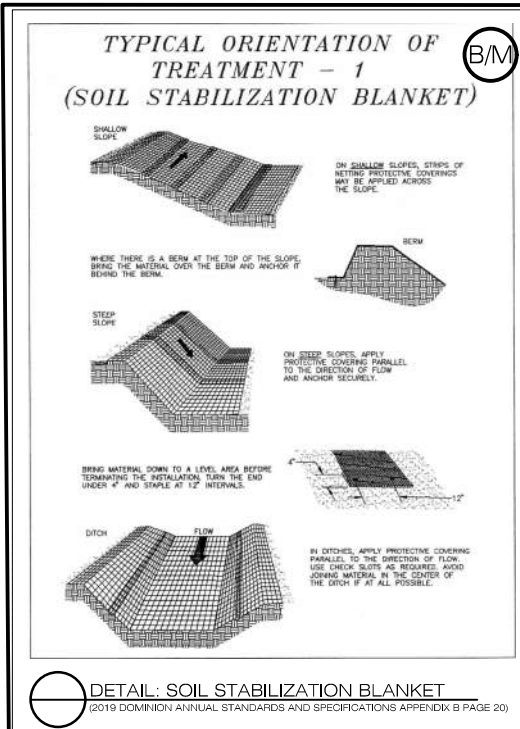 TYPICAL ORIENTATION OF
TREATMENT - 1
(SOIL STABILIZATION BLANKET)
B/M
SHALLOW
SLOPE
ON SHALLOW SLOPES, STRIPS OF
NETTING PROTECTIVE COVERINGS
MAY BE APPLIED ACROSS
THE SLOPE.
BERM
WHERE THERE IS A BERM AT THE TOP OF THE SLOPE,
BRING THE MATERIAL OVER THE BERM AND ANCHOR IT
BEHIND THE BERM.
STEEP
SLOPE
ON STEEP SLOPES, APPLY
PROTECTIVE COVERING PARALLEL
TO THE DIRECTION OF FLOW
AND ANCHOR SECURELY.
BRING MATERIAL DOWN TO A LEVEL AREA BEFORE
TERMINATING THE INSTALLATION, TURN THE END
UNDER 4" AND STAPLE AT 12" INTERVALS.
4"
12"
DITCH
FLOW
IN DITCHES, APPLY PROTECTIVE COVERING
PARALLEL TO THE DIRECTION OF FLOW.
USE CHECK SLOTS AS REQUIRED. AVOID
JOINING MATERIAL IN THE CENTER OF
THE DITCH IF AT ALL POSSIBLE.
DETAIL: SOIL STABILIZATION BLANKET
(2019 DOMINION ANNUAL STANDARDS AND SPECIFICATIONS APPENDIX B PAGE 20)